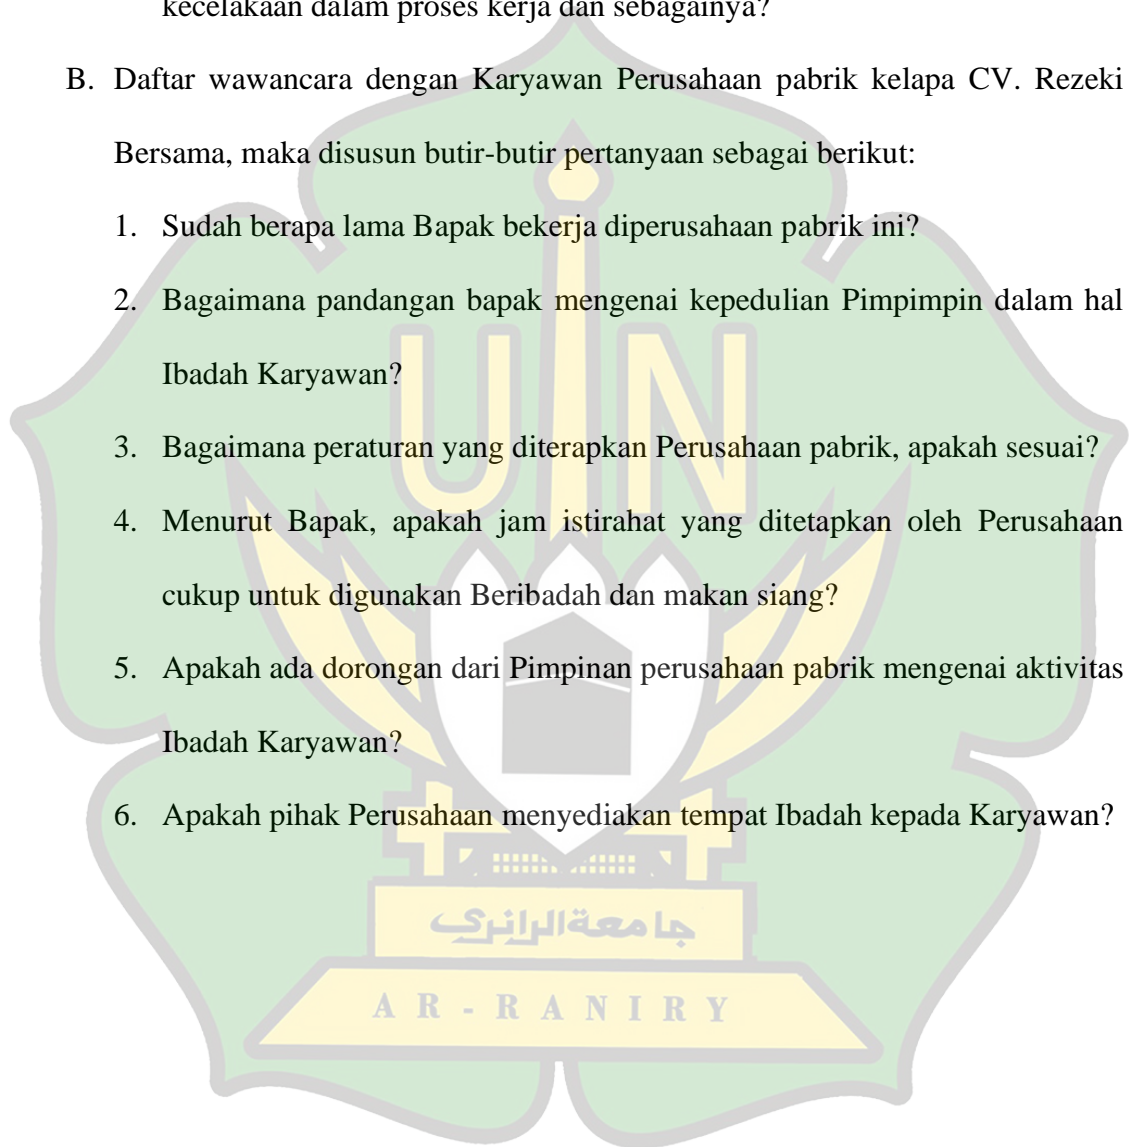 kecelakaan dalam proses kerja dan sebagainya?
B. Daftar wawancara dengan Karyawan Perusahaan pabrik kelapa CV. Rezeki
Bersama, maka disusun butir-butir pertanyaan sebagai berikut:
1. Sudah berapa lama Bapak bekerja diperusahaan pabrik ini?
2. Bagaimana pandangan bapak mengenai kepedulian Pimpimpin dalam hal
Ibadah Karyawan?
3. Bagaimana peraturan yang diterapkan Perusahaan pabrik, apakah sesuai?
4. Menurut Bapak, apakah jam istirahat yang ditetapkan oleh Perusahaan
cukup untuk digunakan Beribadah dan makan siang?
5. Apakah ada dorongan dari Pimpinan perusahaan pabrik mengenai aktivitas
Ibadah Karyawan?
6. Apakah pihak Perusahaan menyediakan tempat Ibadah kepada Karyawan?
UIN
جامعةالرانري
AR-RANIRY